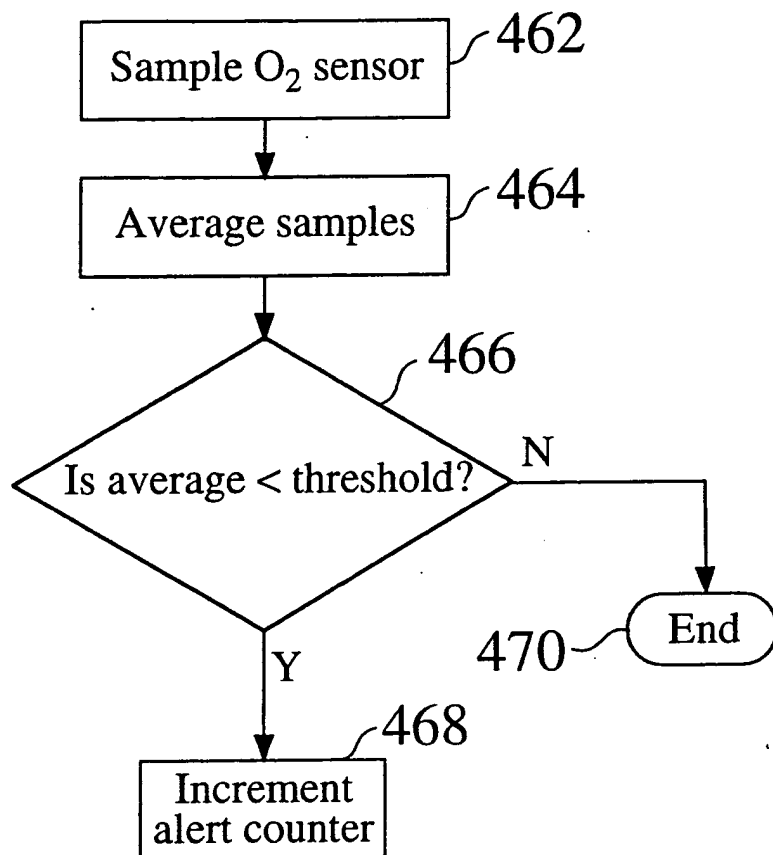 462
Sample O₂ sensor
464
Average samples
466
Is average < threshold?
N
End
470
Y
468
Increment
alert counter